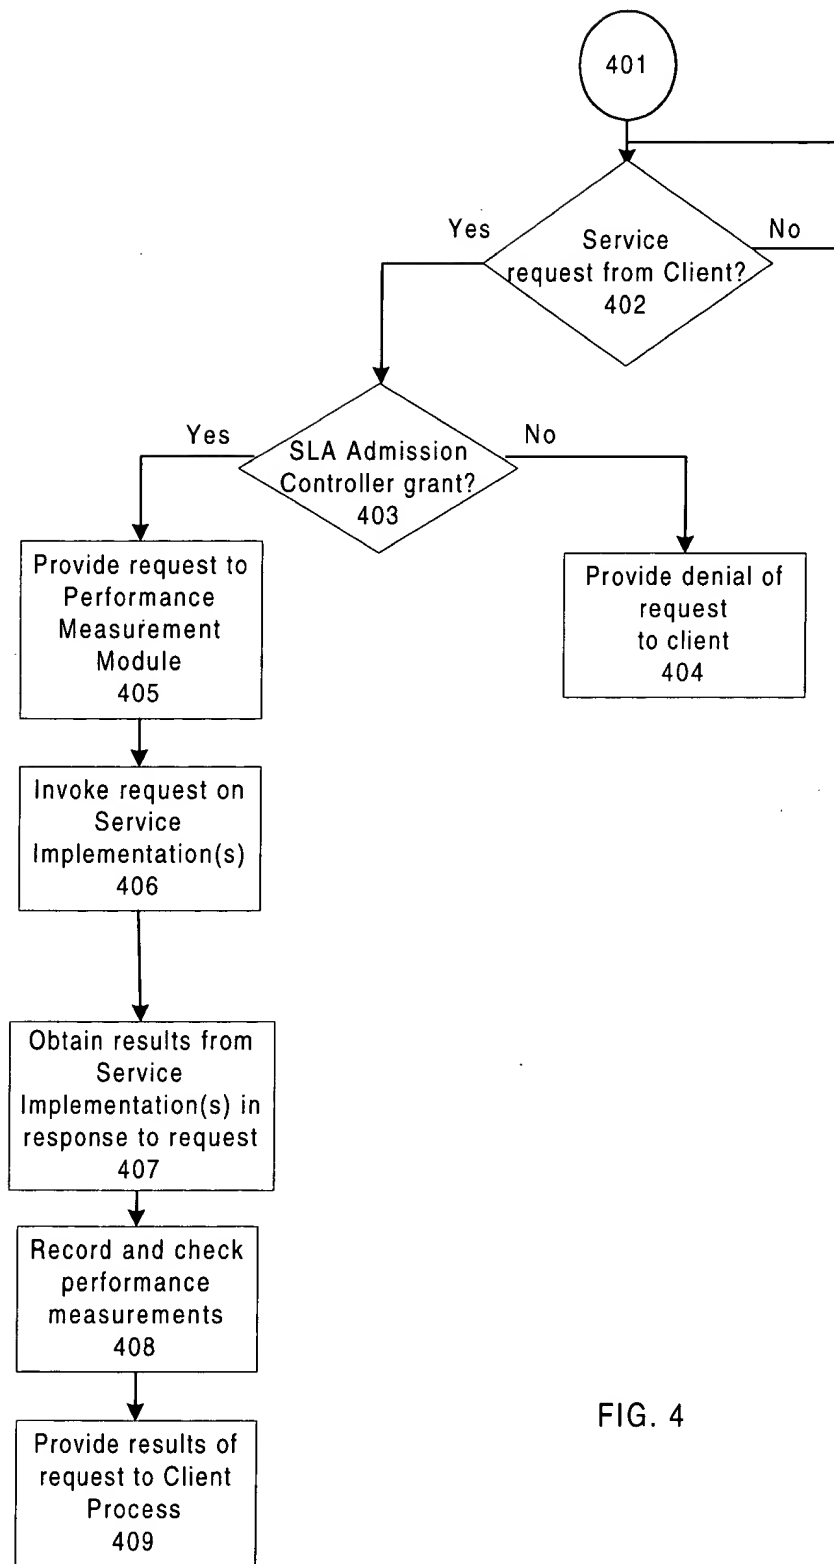 401
Yes
No
Service
request from Client?
402
Yes
No
SLA Admission
Controller grant?
403
Provide request to
Performance
Measurement
Module
405
Provide denial of
request
to client
404
Invoke request on
Service
Implementation(s)
406
Obtain results from
Service
Implementation(s) in
response to request
407
Record and check
performance
measurements
408
Provide results of
request to Client
Process
409
FIG. 4